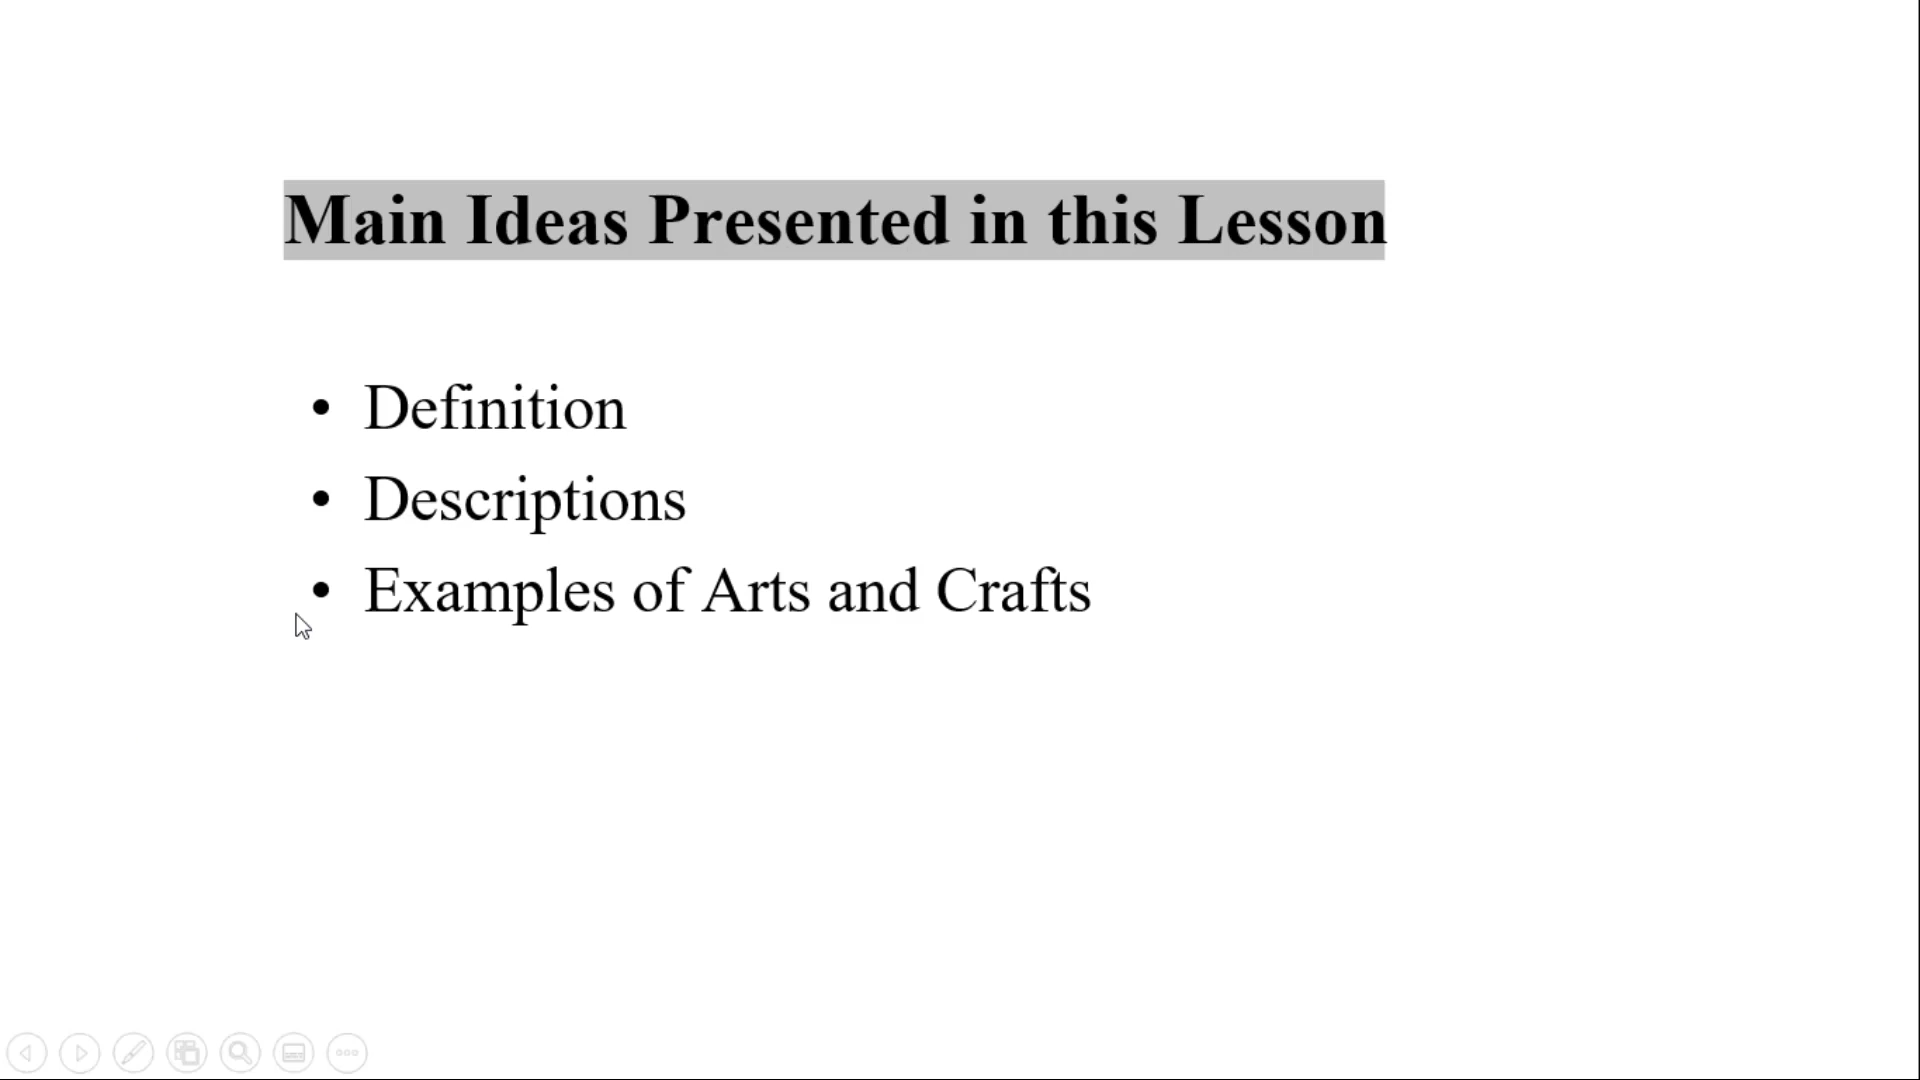 Main Ideas Presented in this Lesson
• Definition
• Descriptions
• Examples of Arts and Crafts